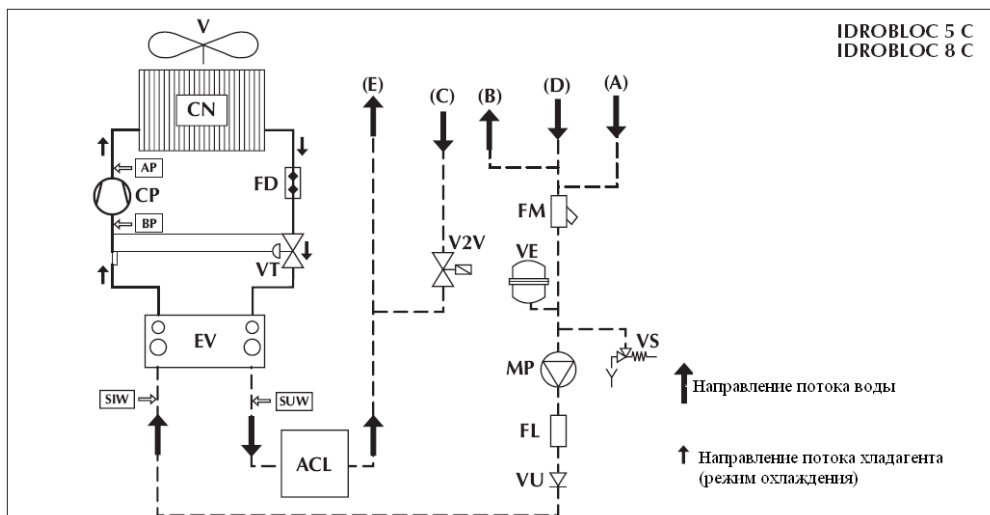 V
IDROBLOC 5 C
IDROBLOC 8 C
CN
(E)
(C)
(B)
(D)
(A)
AP
CP
FD
BP
FM
VT
V2V
VE
EV
VS
MP
SIW
SUW
Направление потока воды
ACL
FL
VU
Направление потока хладагента
(режим охлаждения)